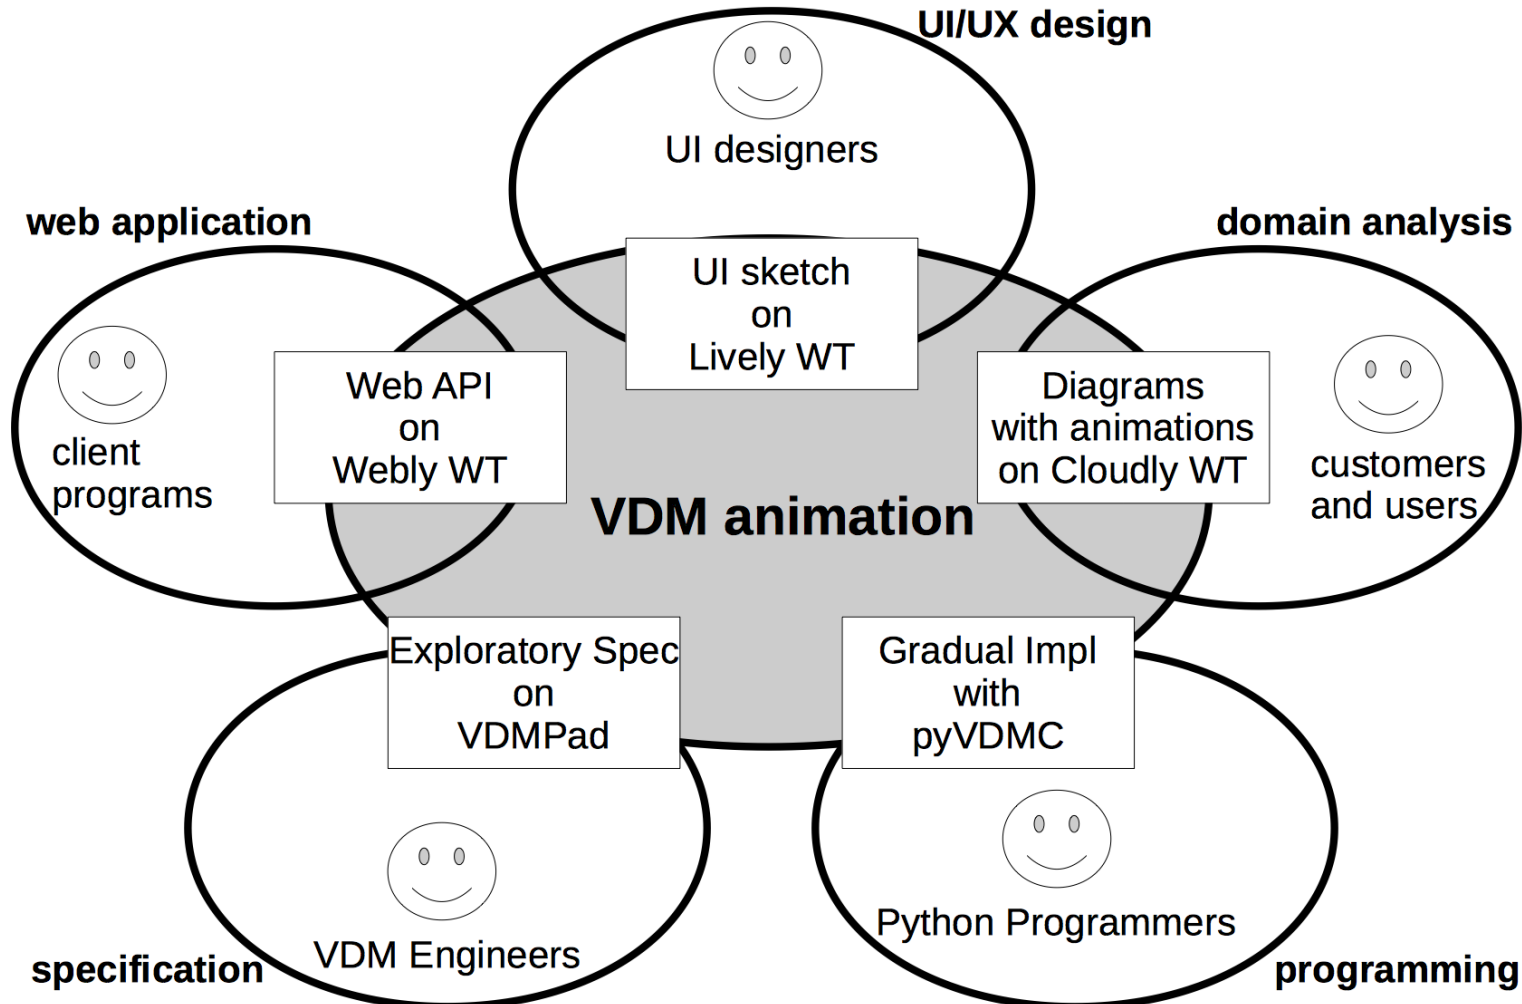 UI/UX design
UI designers
web application
domain analysis
UI sketch
on
Lively WT
Web API
on
Webly WT
client
programs
Diagrams
with animations
on Cloudly WT
customers
and users
VDM animation
Exploratory Spec
on
VDMPad
Gradual Impl
with
pyVDMC
VDM Engineers
Python Programmers
specification
programming